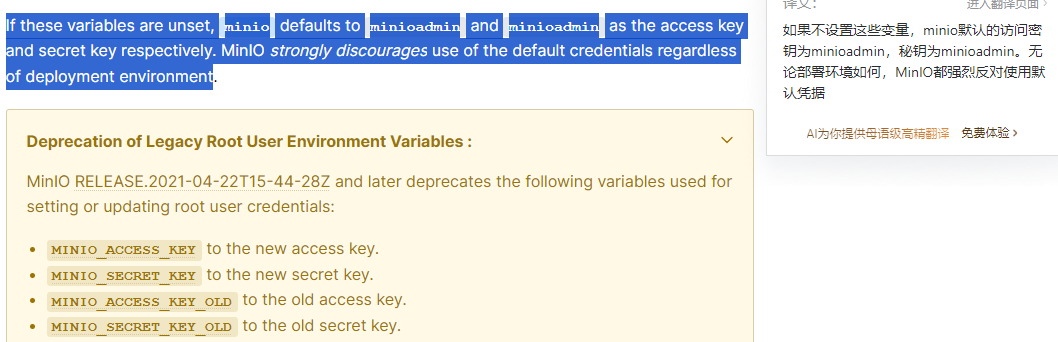 If these variables are unset, minio defaults to minioadmin and minioadmin as the access key
and secret key respectively. MinIO strongly discourages use of the default credentials regardless
of deployment environment.
Deprecation of Legacy Root User Environment Variables :
MinIO RELEASE.2021-04-22T15-44-28Z and later deprecates the following variables used for
setting or updating root user credentials:
• MINIO_ACCESS_KEY to the new access key.
• MINIO_SECRET_KEY to the new secret key.
• MINIO_ACCESS_KEY_OLD to the old access key.
• MINIO_SECRET_KEY_OLD to the old secret key.
译文： 进入翻译页面 ›
如果不设置这些变量，minio默认的访问密
钥为minioadmin，秘钥为minioadmin。无
论部署环境如何，MinIO都强烈反对使用默
认凭据
AI为你提供母语级高精翻译 免费体验 ›